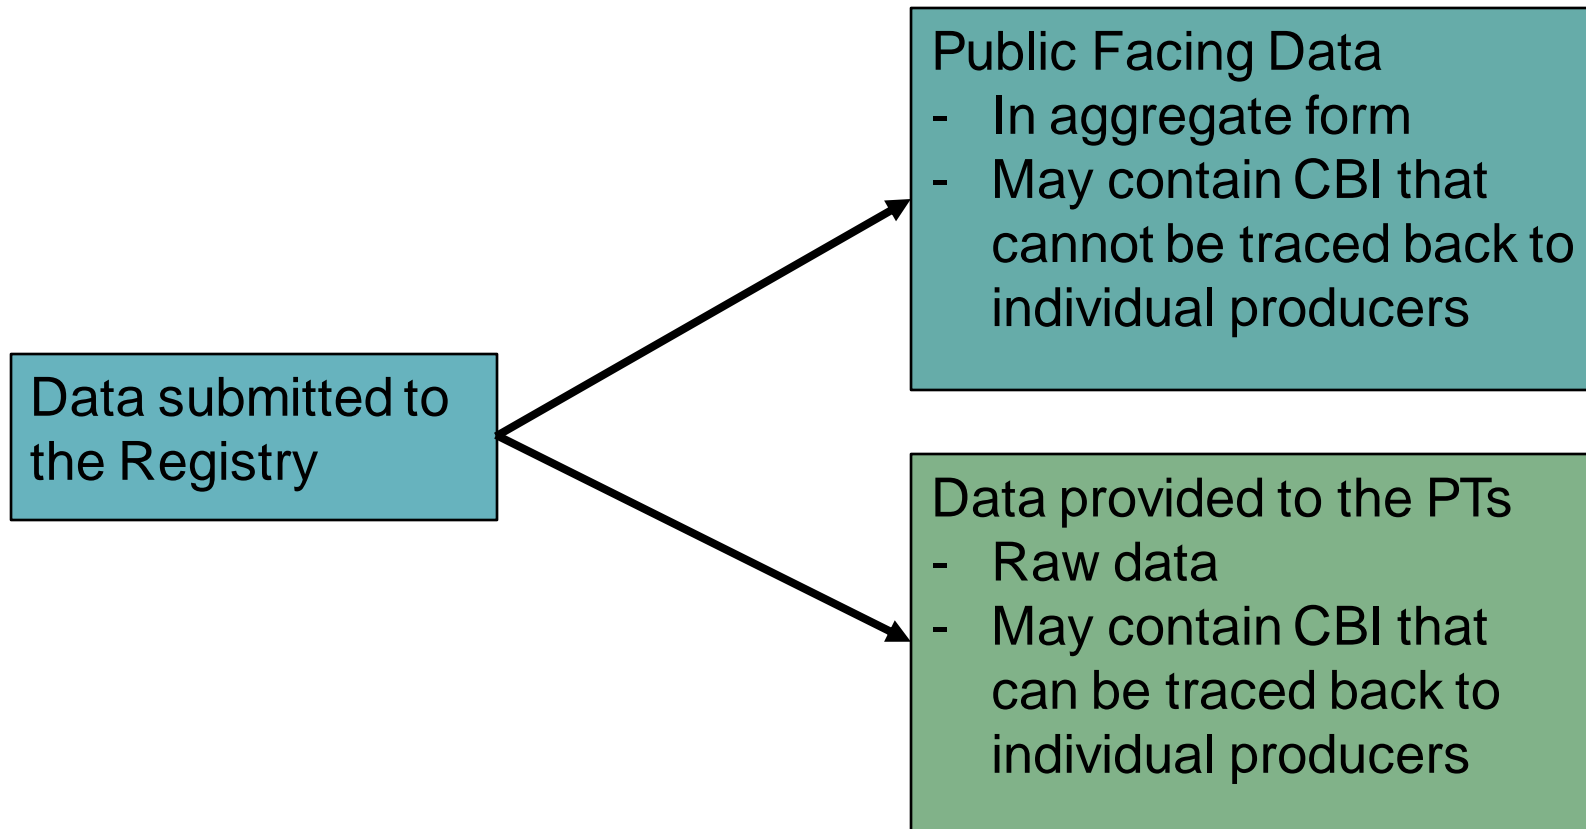 Public Facing Data
- In aggregate form
- May contain CBI that
cannot be traced back to
individual producers
Data submitted to
the Registry
Data provided to the PTs
- Raw data
- May contain CBI that
can be traced back to
individual producers